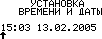 УСТАНОВКА
ВРЕМЕНИ И ДАТЫ
15:03 13.02.2005